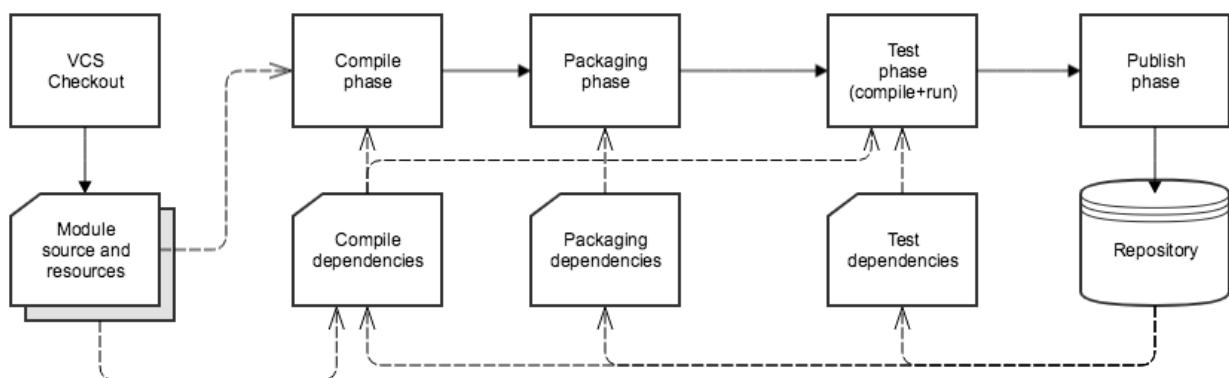 VCS
Checkout
Compile
phase
Packaging
phase
Test
phase
(compile+run)
Publish
phase
Module
source and
resources
Compile
dependencies
Packaging
dependencies
Test
dependencies
Repository